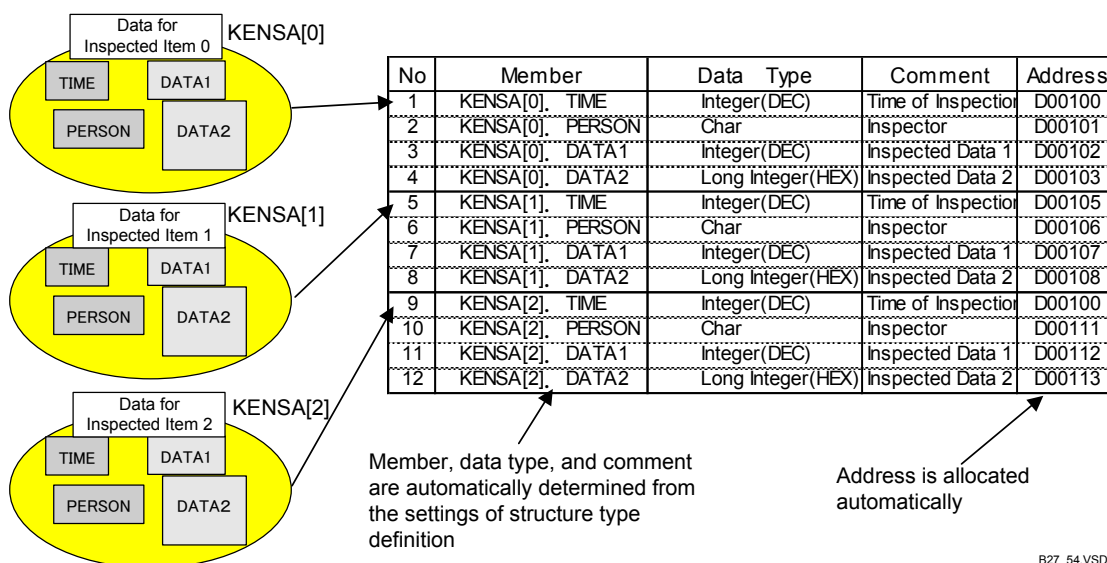 Data for
Inspected Item 0
KENSA[0]
TIME
DATA1
PERSON
DATA2
Data for
Inspected Item 1
KENSA[1]
TIME
DATA1
PERSON
DATA2
Data for
Inspected Item 2
KENSA[2]
TIME
DATA1
PERSON
DATA2
No Member Data Type Comment Address
1 KENSA[0]. TIME Integer(DEC) Time of Inspection D00100
2 KENSA[0]. PERSON Char Inspector D00101
3 KENSA[0]. DATA1 Integer(DEC) Inspected Data 1 D00102
4 KENSA[0]. DATA2 Long Integer(HEX) Inspected Data 2 D00103
5 KENSA[1]. TIME Integer(DEC) Time of Inspection D00105
6 KENSA[1]. PERSON Char Inspector D00106
7 KENSA[1]. DATA1 Integer(DEC) Inspected Data 1 D00107
8 KENSA[1]. DATA2 Long Integer(HEX) Inspected Data 2 D00108
9 KENSA[2]. TIME Integer(DEC) Time of Inspection D00100
10 KENSA[2]. PERSON Char Inspector D00111
11 KENSA[2]. DATA1 Integer(DEC) Inspected Data 1 D00112
12 KENSA[2]. DATA2 Long Integer(HEX) Inspected Data 2 D00113
Member, data type, and comment
are automatically determined from
the settings of structure type
definition
Address is allocated
automatically
B27_54.VSD